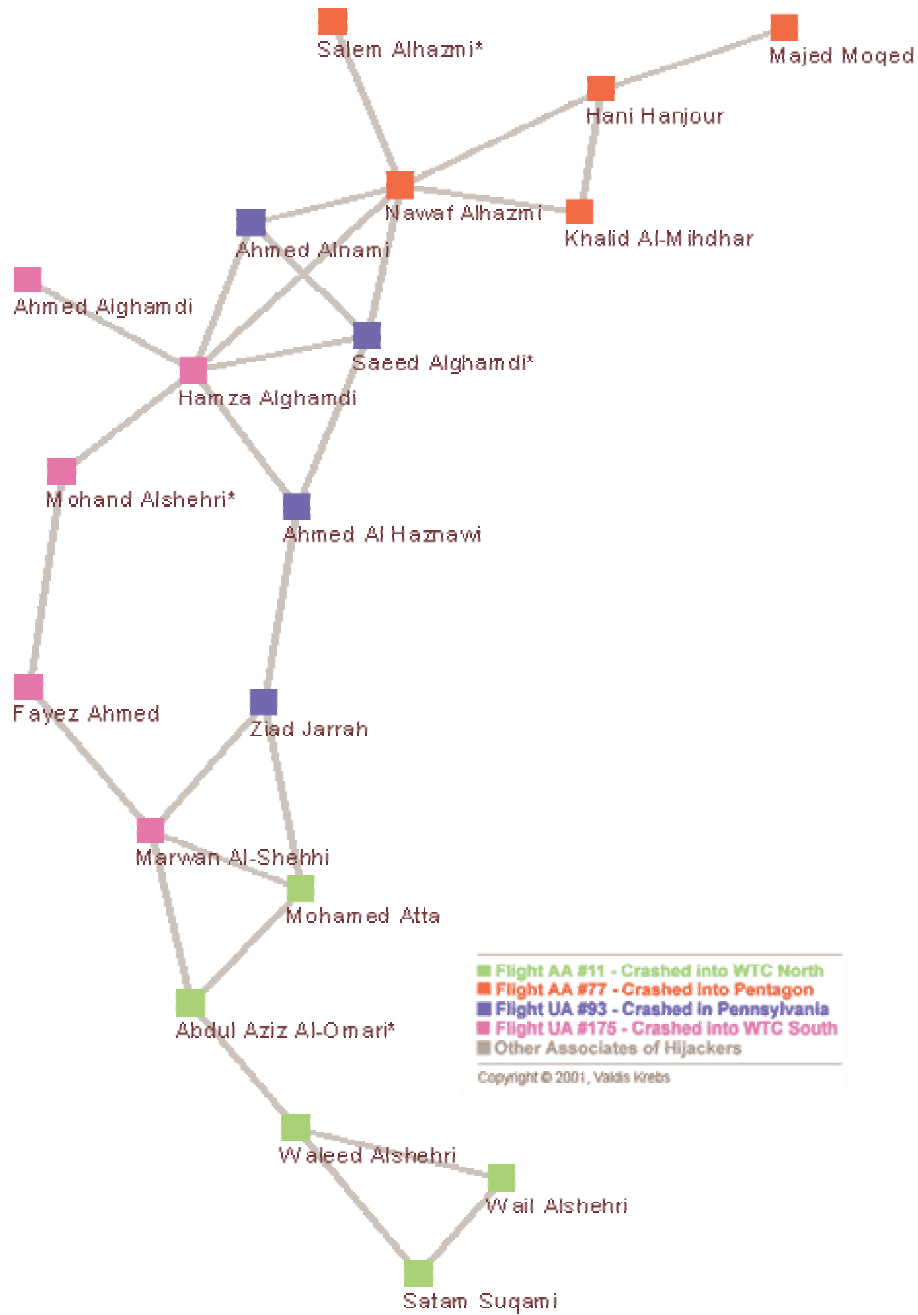 Salem Alhazmi*
Majed Moqed
Hani Hanjour
Nawaf Alhazmi
Khalid Al-Mihdhar
Ahmed Alnami
Ahmed Alghamdi
Saeed Alghamdi*
Hamza Alghamdi
Mohand Alshehri*
Ahmed Al Haznawi
Fayez Ahmed
Ziad Jarrah
Marwan Al-Shehhi
Mohamed Atta
Abdul Aziz Al-Omari*
Flight AA #11 - Crashed into WTC North
Flight AA #77 - Crashed into Pentagon
Flight UA #93 - Crashed in Pennsylvania
Flight UA #175 - Crashed into WTC South
Other Associates of Hijackers
Copyright © 2001, Valdis Krebs
Waleed Alshehri
Wail Alshehri
Satam Suqami